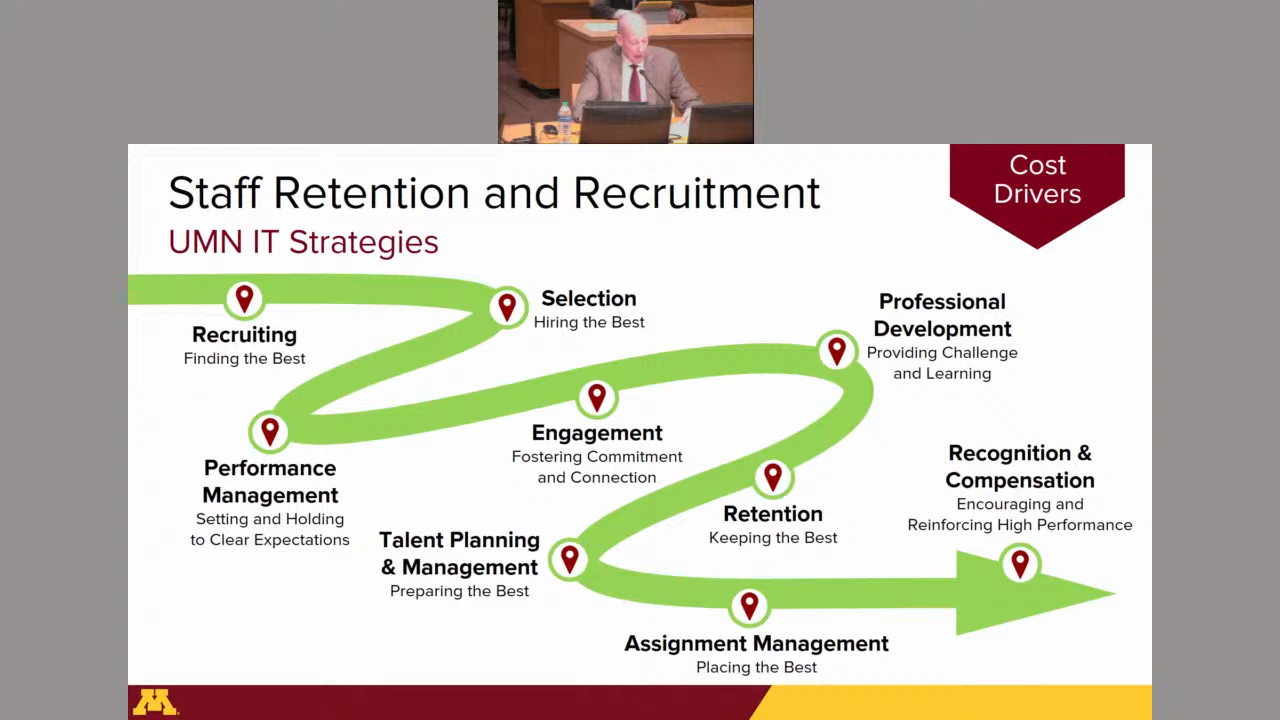 Staff Retention and Recruitment
UMN IT Strategies
Cost
Drivers
Recruiting
Finding the Best
Selection
Hiring the Best
Performance
Management
Setting and Holding
to Clear Expectations
Engagement
Fostering Commitment
and Connection
Professional
Development
Providing Challenge
and Learning
Retention
Keeping the Best
Talent Planning
& Management
Preparing the Best
Assignment Management
Placing the Best
Recognition &
Compensation
Encouraging and
Reinforcing High Performance
M